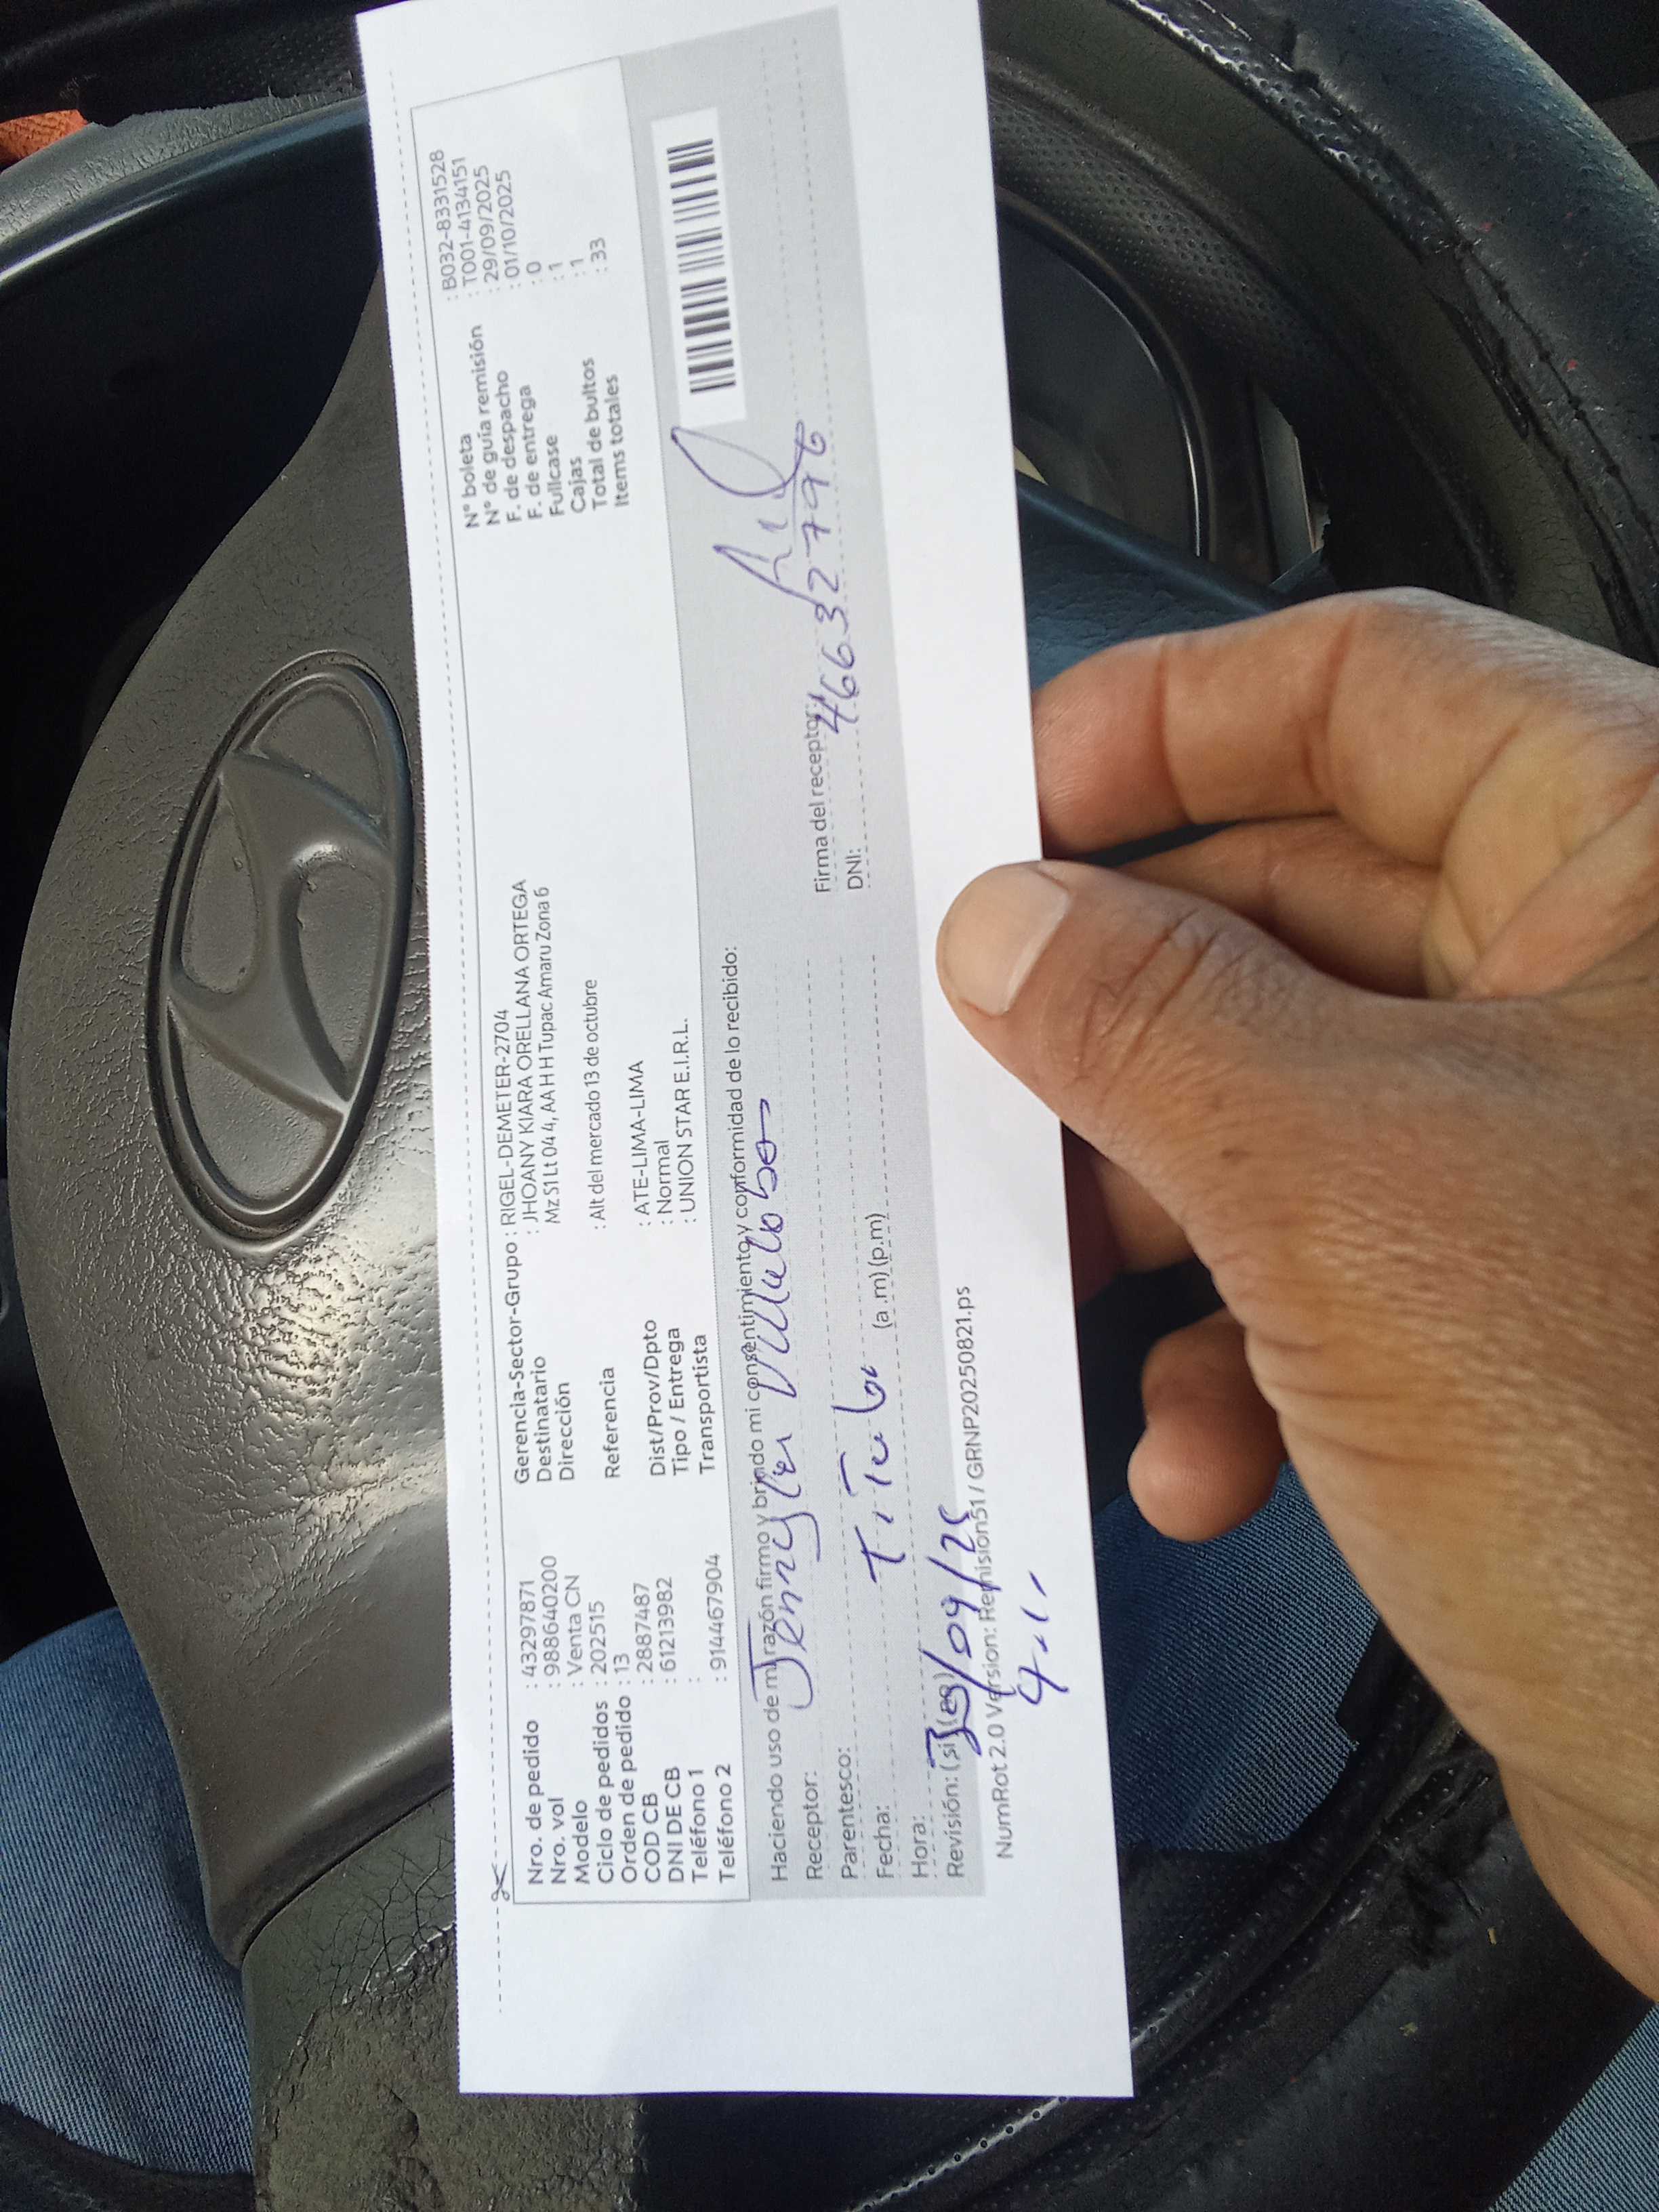 Nro. de pedido : 43297871
Nro. vol : 988640200
Modelo : Venta CN
Ciclo de pedidos : 202515
Orden de pedido : 13
COD CB : 2887487
DNI DE CB : 61213982
Teléfono 1 :
Teléfono 2 : 914467904
Gerencia-Sector-Grupo : RIGEL-DEMETER-2704
Destinatario : JHOANY KIARA ORELLANA ORTEGA
Dirección Mz S1 Lt 04 4, AA HH Tupac Amaru Zona 6
Referencia : Alt del mercado 13 de octubre
Dist/Prov/Dpto : ATE-LIMA-LIMA
Tipo / Entrega : Normal
Transportista : UNION STAR E.I.R.L.
N° boleta : B032-8331528
N° de guía remisión : T001-4134151
F. de despacho : 29/09/2025
F. de entrega : 01/10/2025
Fullcase : 0
Cajas : 1
Total de bultos : 1
Items totales : 33
Haciendo uso de mi razón firmo y brindo mi consentimiento y conformidad de lo recibido:
Receptor: Villalobos
Parentesco: Titular
Fecha:
Hora: (a.m) (p.m)
Revisión: (si)
30/09/25
Firma del receptor:
DNI: 46632796
NumRot 2.0 Version: Remision51 / GRNP20250821.ps